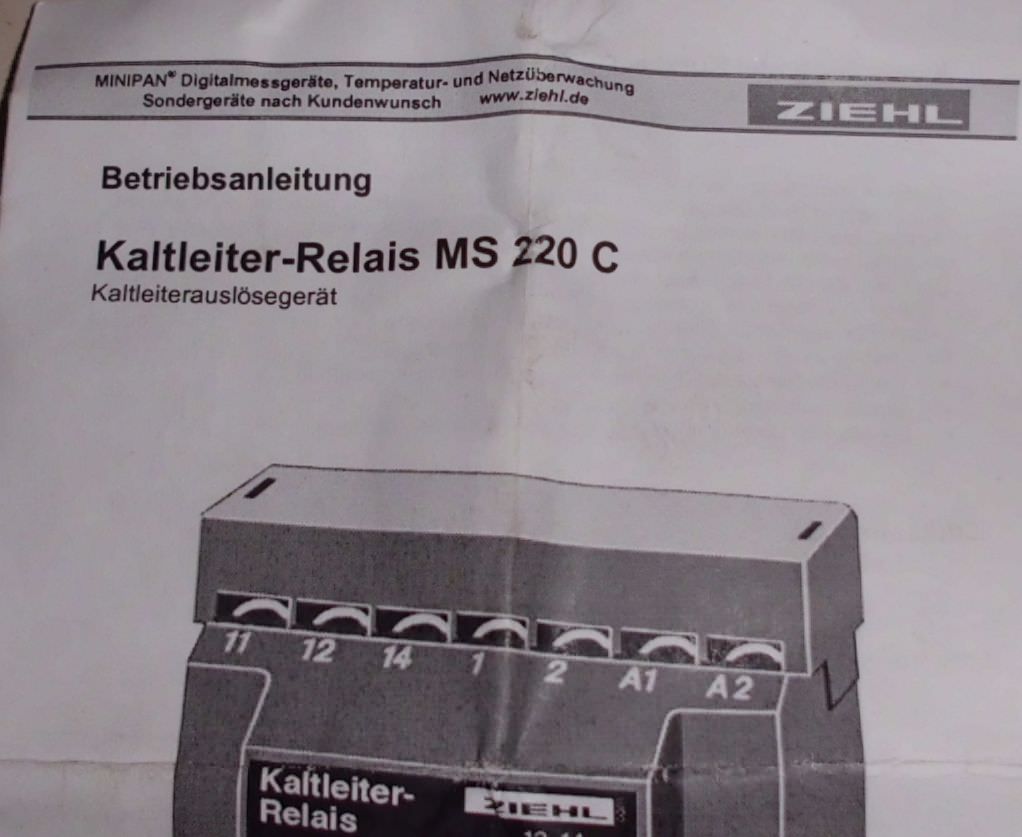 MINIPAN® Digitalmessgeräte, Temperatur- und Netzüberwachung
Sondergeräte nach Kundenwunsch www.ziehl.de
ZIEHL
Betriebsanleitung
Kaltleiter-Relais MS 220 C
Kaltleiterauslösegerät
11 12 14 1 2 A1 A2
Kaltleiter-
Relais
ZIEHL